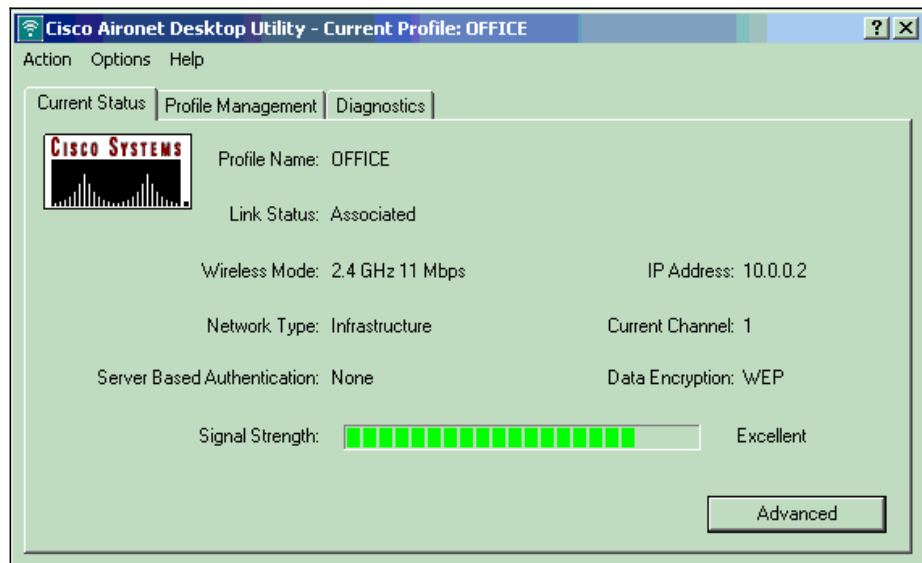 Cisco Aironet Desktop Utility - Current Profile: OFFICE
Action Options Help
Current Status Profile Management Diagnostics
CISCO SYSTEMS
Profile Name: OFFICE
Link Status: Associated
Wireless Mode: 2.4 GHz 11 Mbps IP Address: 10.0.0.2
Network Type: Infrastructure Current Channel: 1
Server Based Authentication: None Data Encryption: WEP
Signal Strength: Excellent
Advanced